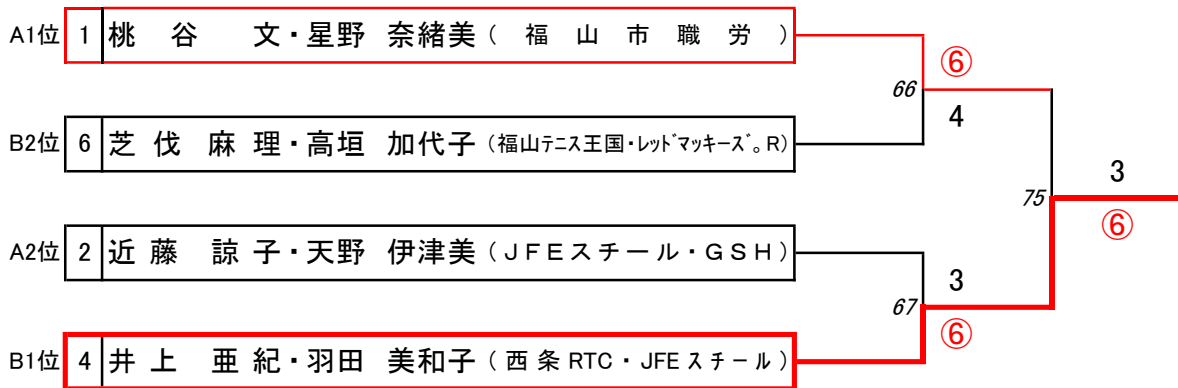 A1位 1 桃 谷 文・星野 奈緒美 ( 福 山 市 職 労 )
⑥
66
4
B2位 6 芝 伐 麻 理・高垣 加代子 (福山テニス王国・レッドマッキーズ。R)
3
75
⑥
A2位 2 近 藤 諒 子・天野 伊津美 (JFEスチール・GSH)
3
67
⑥
B1位 4 井 上 亜 紀・羽田 美和子 ( 西 条 RTC ・ JFE スチール )